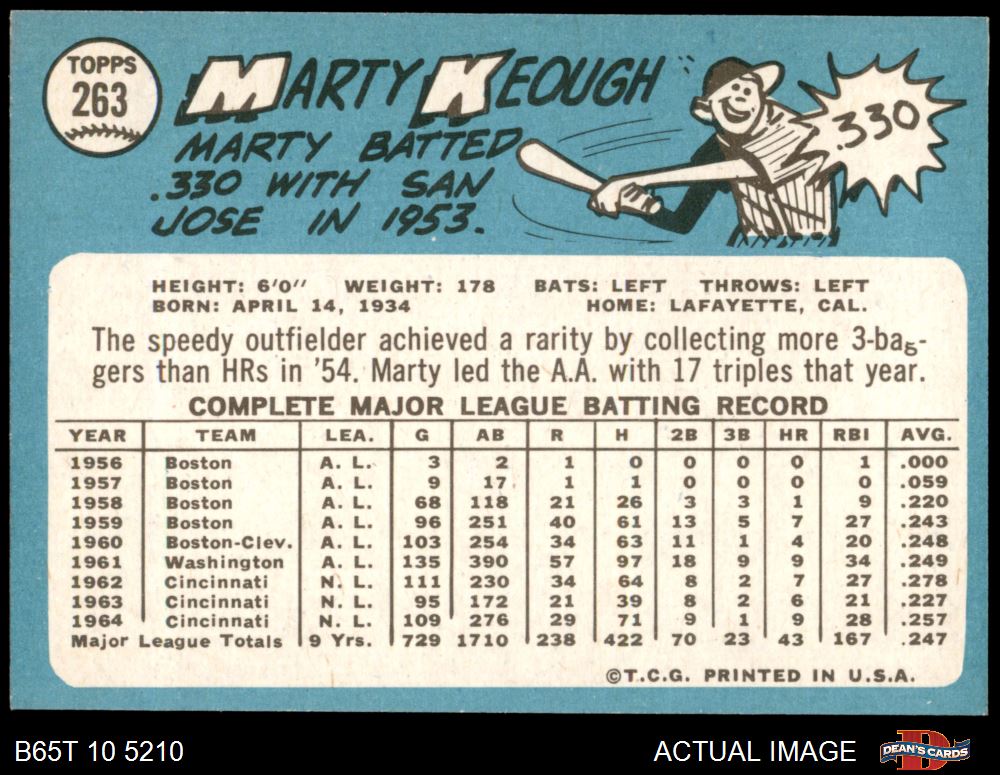 TOPPS
263
MARTY KEOUGH
MARTY BATTED
.330 WITH SAN
JOSE IN 1953.
.330
HEIGHT: 6'0" WEIGHT: 178 BATS: LEFT THROWS: LEFT
BORN: APRIL 14, 1934 HOME: LAFAYETTE, CAL.
The speedy outfielder achieved a rarity by collecting more 3-bag-
gers than HRs in '54. Marty led the A.A. with 17 triples that year.
COMPLETE MAJOR LEAGUE BATTING RECORD
YEAR TEAM LEA. G AB R H 2B 3B HR RBI AVG.
1956 Boston A. L. 3 2 1 0 0 0 0 1 .000
1957 Boston A. L. 9 17 1 1 0 0 0 0 .059
1958 Boston A. L. 68 118 21 26 3 3 1 9 .220
1959 Boston A. L. 96 251 40 61 13 5 7 27 .243
1960 Boston-Clev. A. L. 103 254 34 63 11 1 4 20 .248
1961 Washington A. L. 135 390 57 97 18 9 9 34 .249
1962 Cincinnati N. L. 111 230 34 64 8 2 7 27 .278
1963 Cincinnati N. L. 95 172 21 39 8 2 6 21 .227
1964 Cincinnati N. L. 109 276 29 71 9 1 9 28 .257
Major League Totals 9 Yrs. 729 1710 238 422 70 23 43 167 .247
©T.C.G. PRINTED IN U.S.A.
B65T 10 5210 ACTUAL IMAGE DEAN'S CARDS